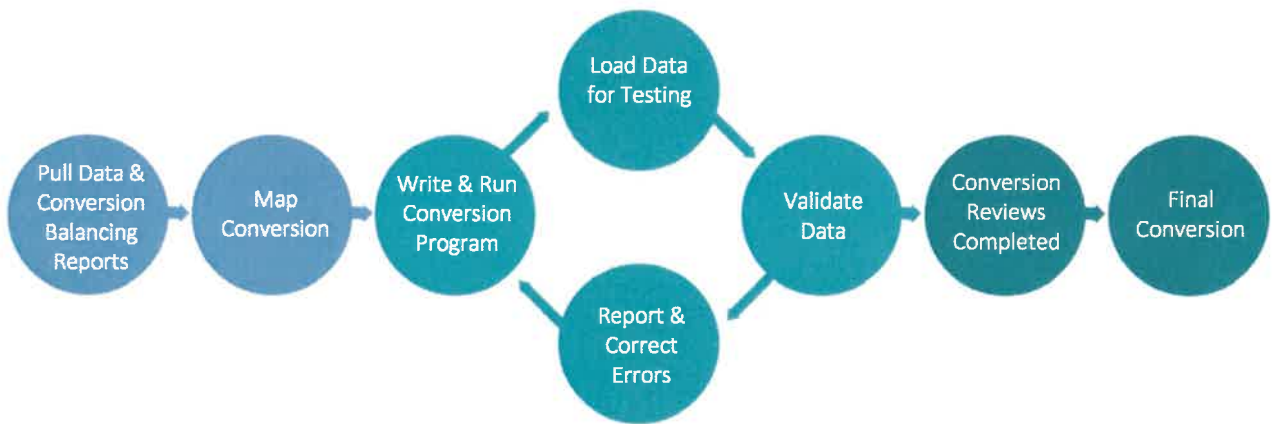 Pull Data &
Conversion
Balancing
Reports
Map
Conversion
Write & Run
Conversion
Program
Load Data
for Testing
Validate
Data
Report &
Correct
Errors
Conversion
Reviews
Completed
Final
Conversion